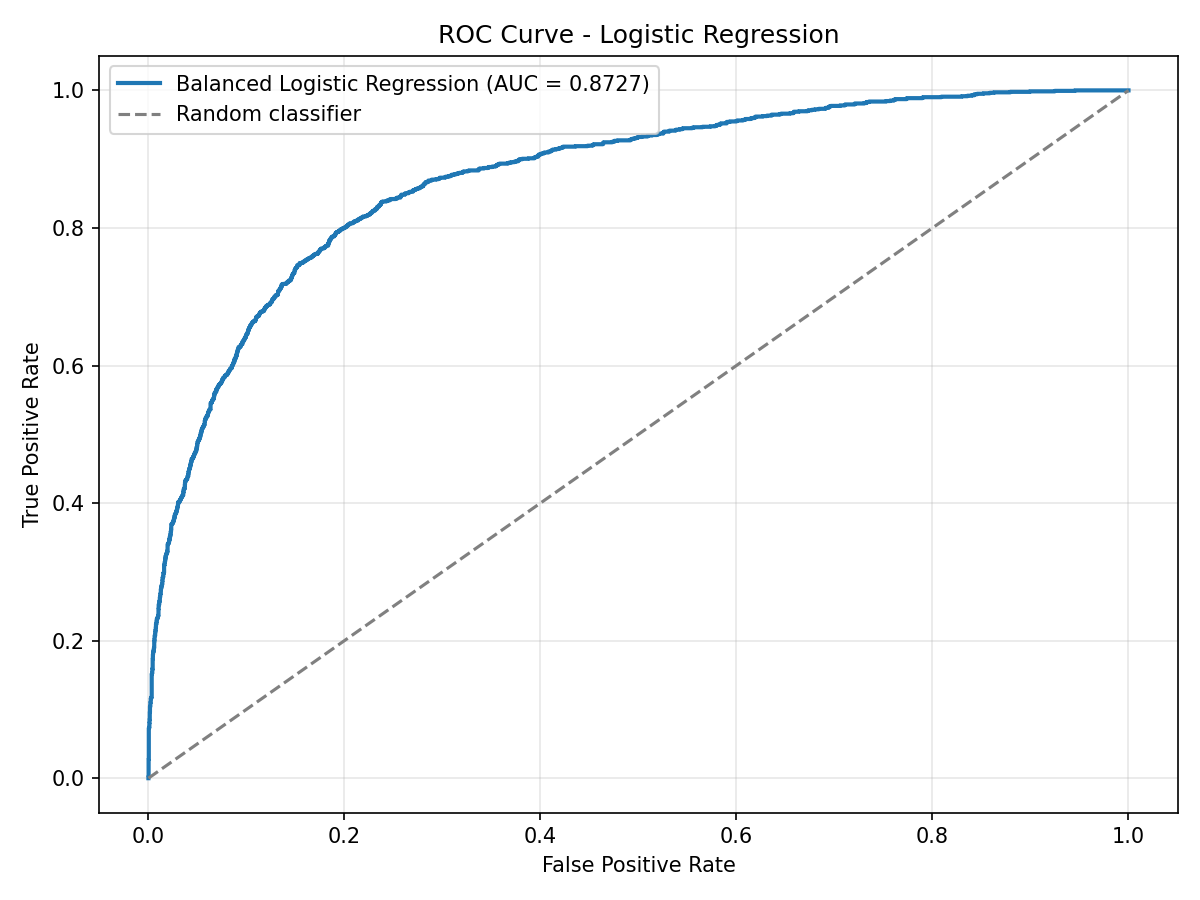 ROC Curve - Logistic Regression
Balanced Logistic Regression (AUC = 0.8727)
Random classifier
True Positive Rate
1.0
0.8
0.6
0.4
0.2
0.0
0.0 0.2 0.4 0.6 0.8 1.0
False Positive Rate